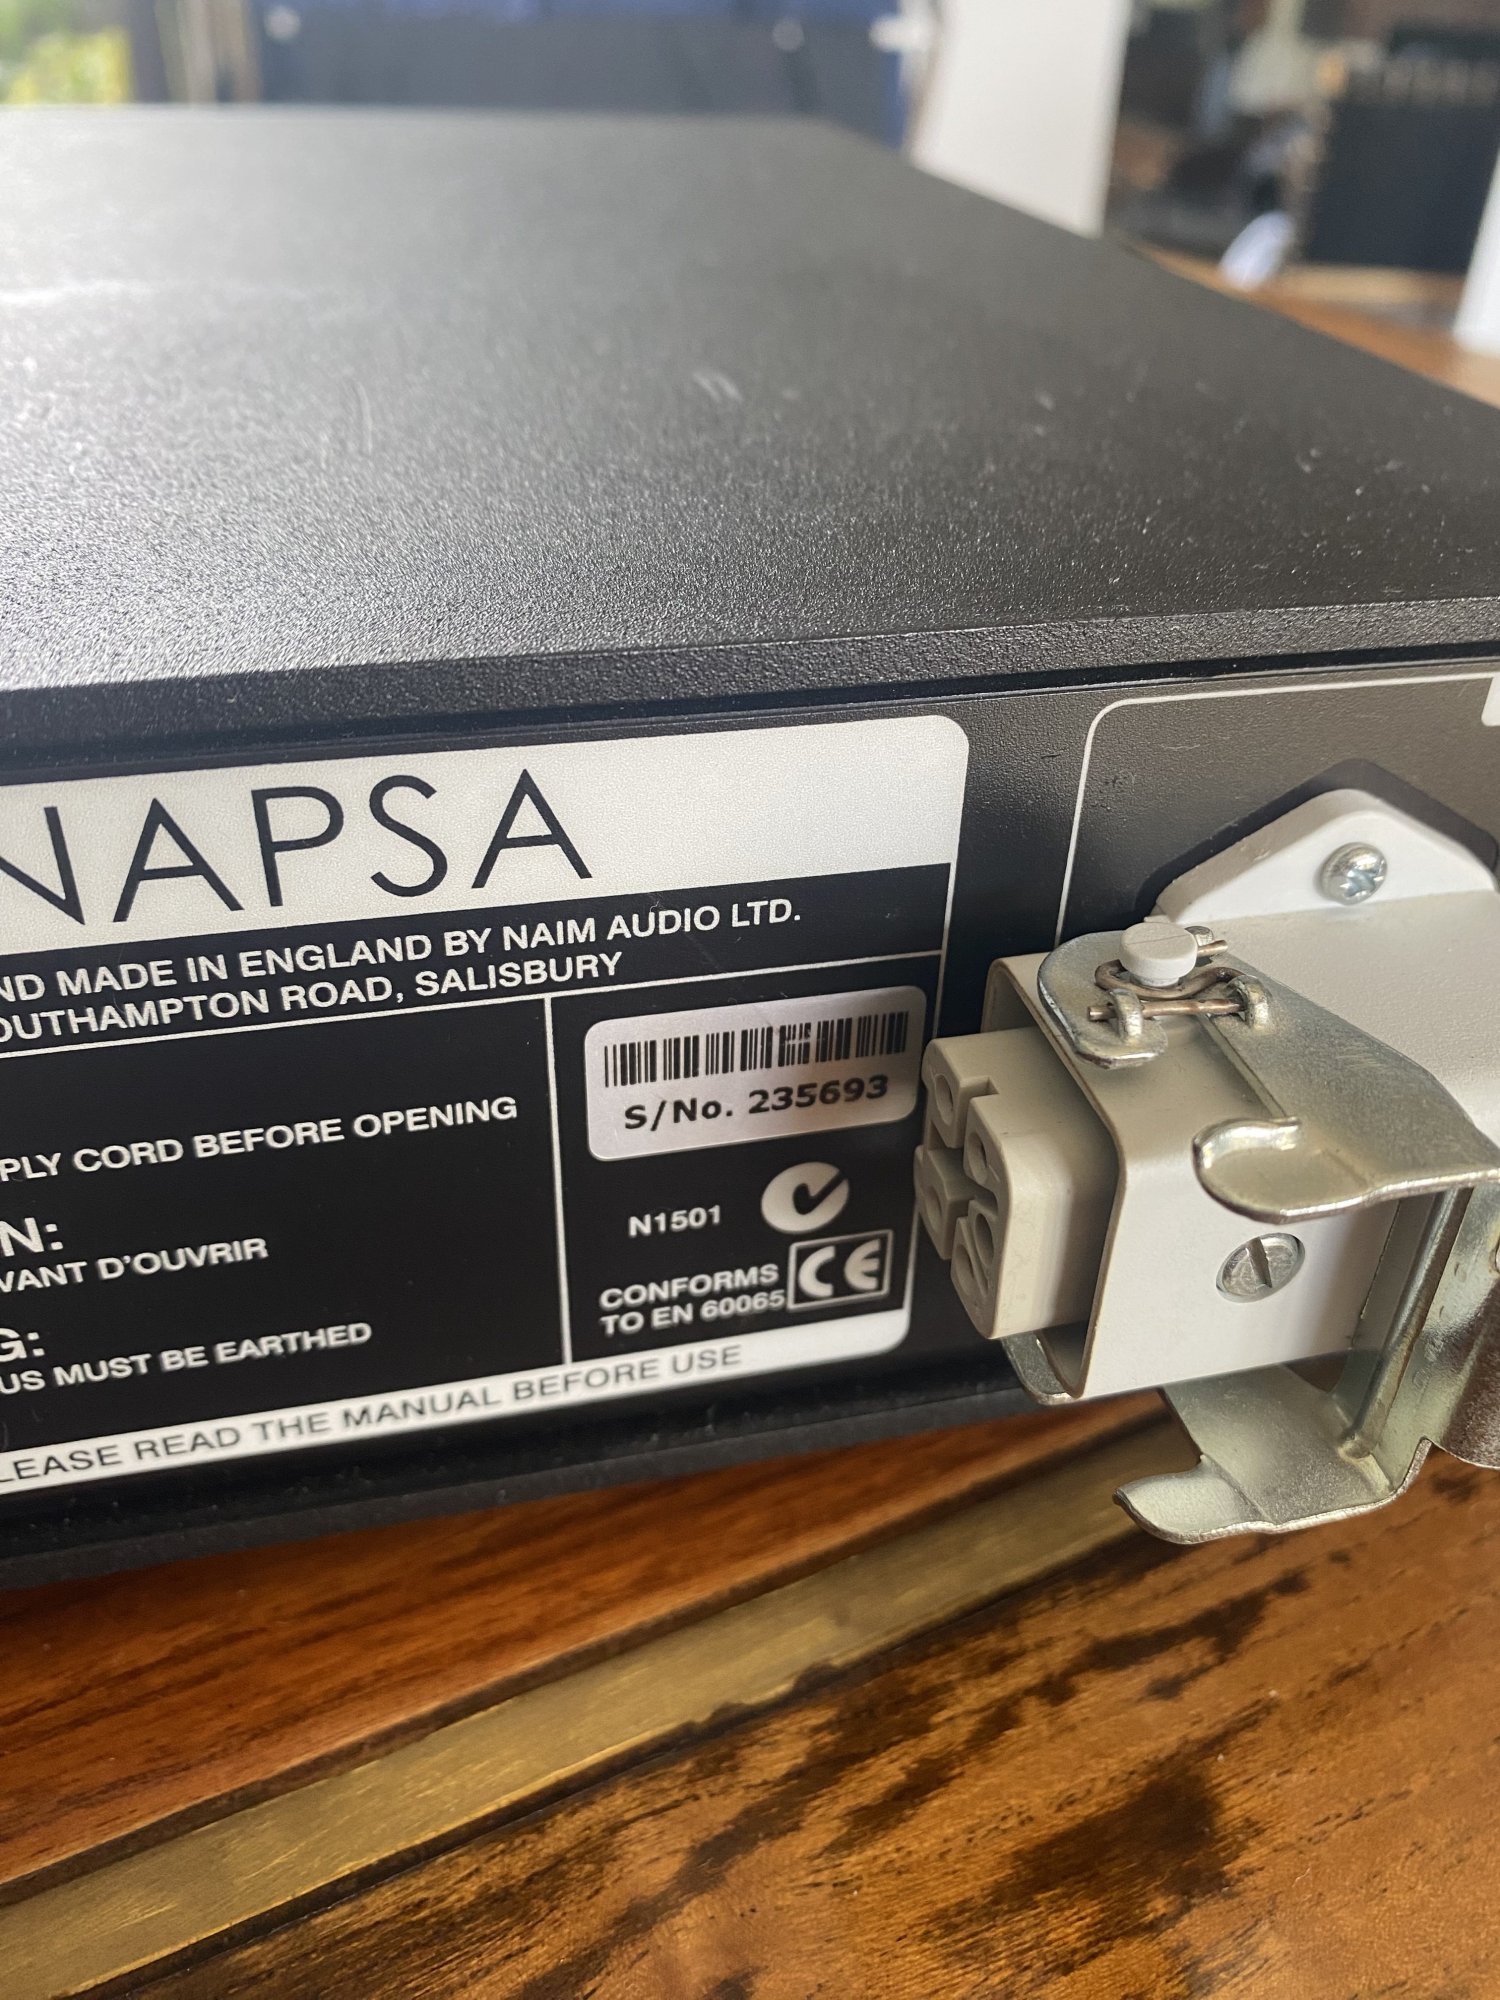 NAPSA
ND MADE IN ENGLAND BY NAIM AUDIO LTD.
OUTHAMPTON ROAD, SALISBURY
S/No. 235693
PLY CORD BEFORE OPENING
N:
VANT D'OUVRIR
G:
US MUST BE EARTHED
N1501
CONFORMS
TO EN 60065
CE
LEASE READ THE MANUAL BEFORE USE